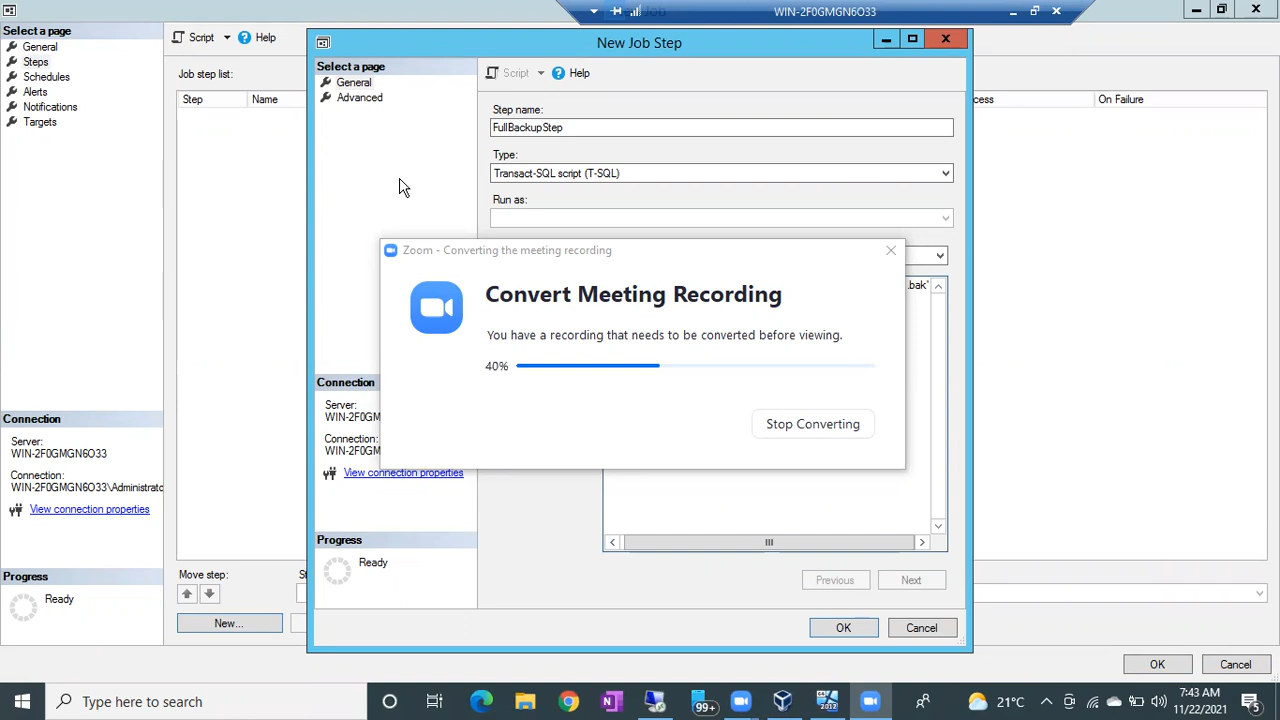 WIN-2F0GMGN6O33
Select a page
General
Steps
Schedules
Alerts
Notifications
Targets
Script
Help
Job step list:
Step
Name
On Failure
New Job Step
Select a page
General
Advanced
Script
Help
Step name:
FullBackupStep
Type:
Transact-SQL script (T-SQL)
Run as:
.bak'
Zoom - Converting the meeting recording
Convert Meeting Recording
You have a recording that needs to be converted before viewing.
40%
Stop Converting
Connection
Server:
WIN-2F0GM
Connection:
WIN-2F0GM
View connection properties
Progress
Ready
Previous
Next
OK
Cancel
Connection
Server:
WIN-2F0GMGN6O33
Connection:
WIN-2F0GMGN6O33\Administrato
View connection properties
Progress
Ready
Move step:
New...
OK
Cancel
Type here to search
99+
2017
21°C
7:43 AM
11/22/2021
5